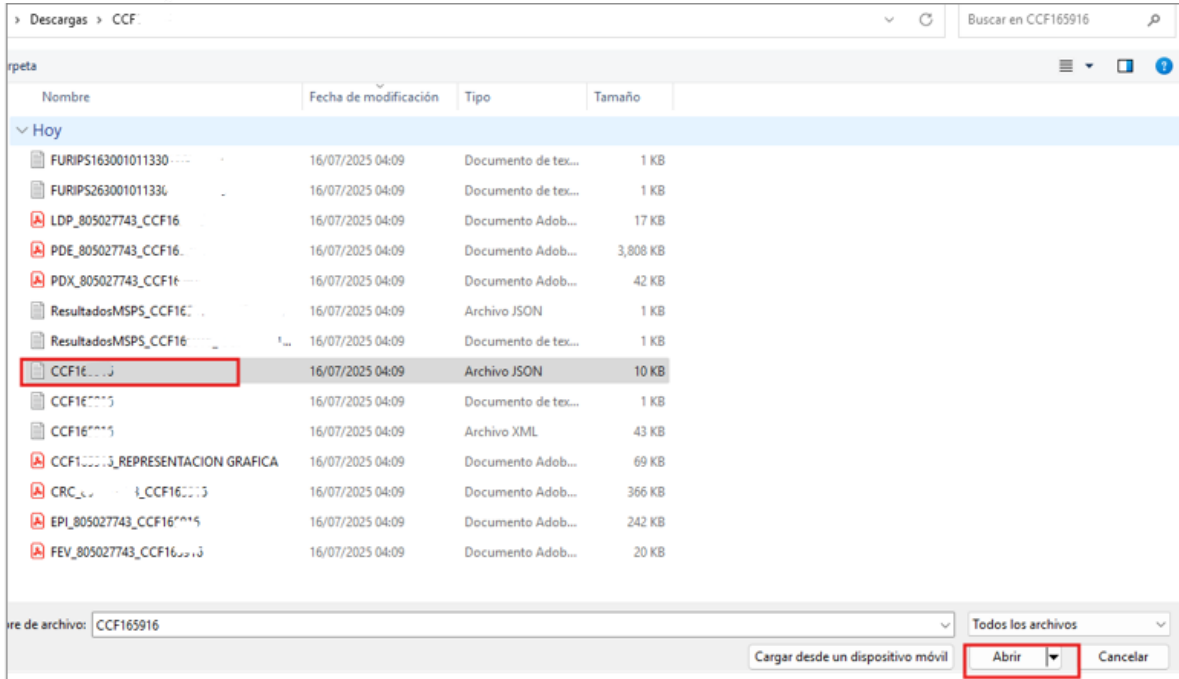 > Descargas > CCF
Buscar en CCF165916
rpeta
Nombre Fecha de modificación Tipo Tamaño
Hoy
FURIPS163001011330 16/07/2025 04:09 Documento de tex... 1 KB
FURIPS26300101133 16/07/2025 04:09 Documento de tex... 1 KB
LDP_805027743_CCF16 16/07/2025 04:09 Documento Adob... 17 KB
PDE_805027743_CCF16 16/07/2025 04:09 Documento Adob... 3,808 KB
PDX_805027743_CCF16 16/07/2025 04:09 Documento Adob... 42 KB
ResultadosMSPS_CCF16 16/07/2025 04:09 Archivo JSON 1 KB
ResultadosMSPS_CCF16 16/07/2025 04:09 Documento de tex... 1 KB
CCF16 16/07/2025 04:09 Archivo JSON 10 KB
CCF16 16/07/2025 04:09 Documento de tex... 1 KB
CCF16 16/07/2025 04:09 Archivo XML 43 KB
CCF1 _REPRESENTACION GRAFICA 16/07/2025 04:09 Documento Adob... 69 KB
CRC_ _CCF16 16/07/2025 04:09 Documento Adob... 366 KB
EPI_805027743_CCF16 16/07/2025 04:09 Documento Adob... 242 KB
FEV_805027743_CCF16 16/07/2025 04:09 Documento Adob... 20 KB
re de archivo: CCF165916 Todos los archivos
Cargar desde un dispositivo móvil Abrir Cancelar